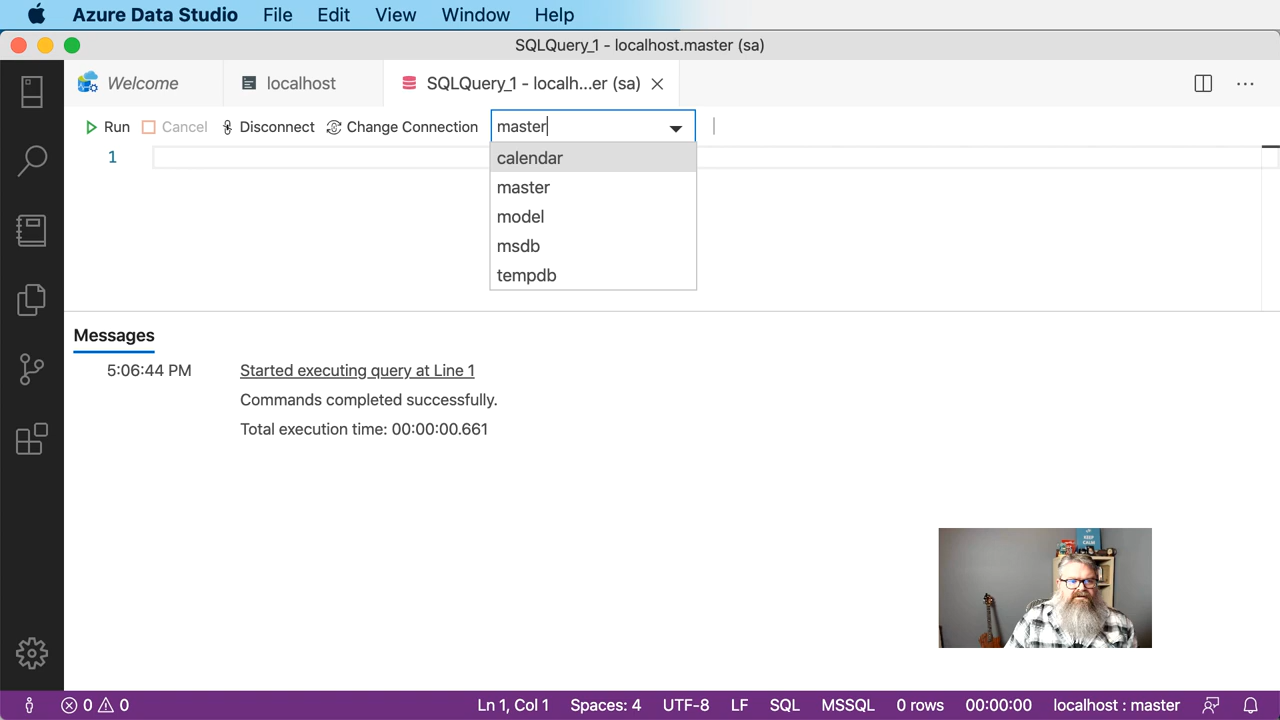 Azure Data Studio File Edit View Window Help
SQLQuery_1 - localhost.master (sa)
Welcome localhost SQLQuery_1 - localh...er (sa)
Run Cancel Disconnect Change Connection master
1
calendar
master
model
msdb
tempdb
Messages
5:06:44 PM Started executing query at Line 1
Commands completed successfully.
Total execution time: 00:00:00.661
KEEP
CALM
0 0 Ln 1, Col 1 Spaces: 4 UTF-8 LF SQL MSSQL 0 rows 00:00:00 localhost : master